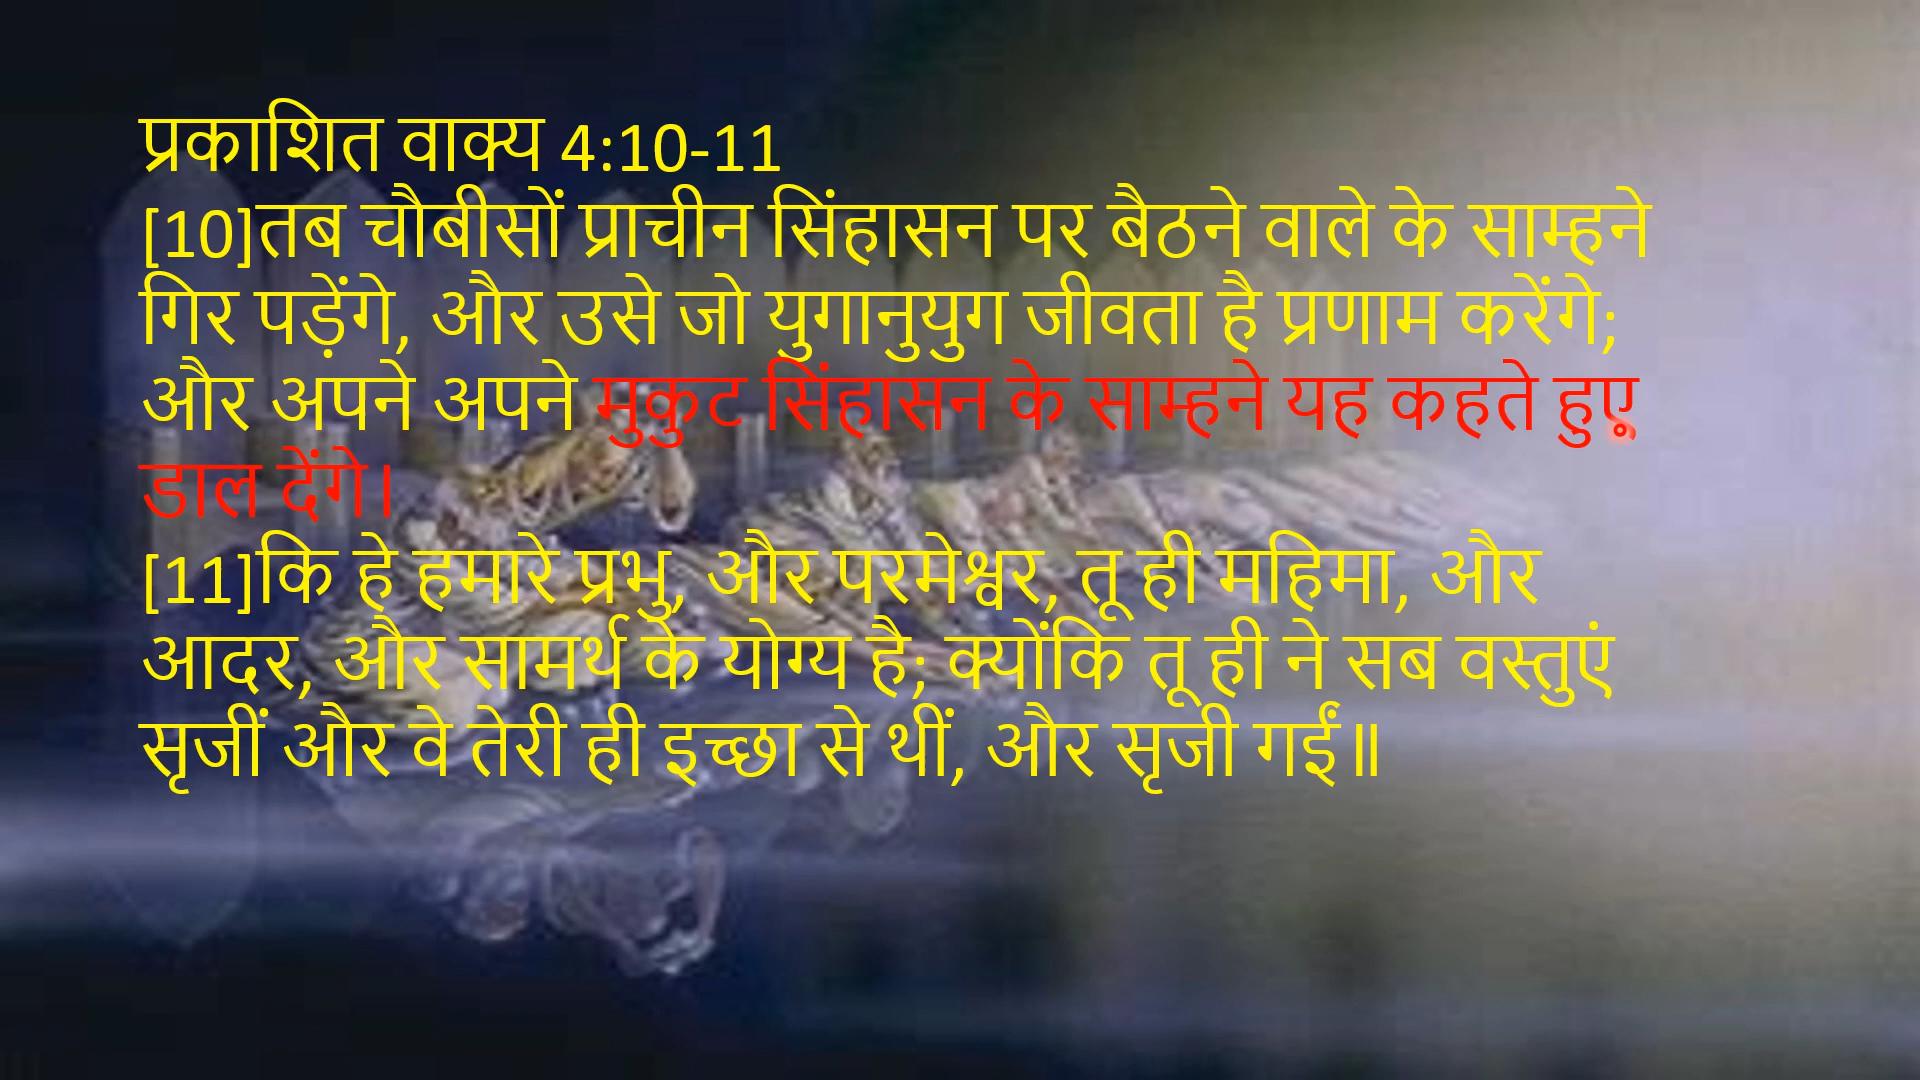 प्रकाशित वाक्य 4:10-11
[10]तब चौबीसों प्राचीन सिंहासन पर बैठने वाले के साम्हने
गिर पड़ेंगे, और उसे जो युगानुयुग जीवता है प्रणाम करेंगे;
और अपने अपने मुकुट सिंहासन के साम्हने यह कहते हुए
डाल देंगे।
[11]कि हे हमारे प्रभु, और परमेश्वर, तू ही महिमा, और
आदर, और सामर्थ के योग्य है; क्योंकि तू ही ने सब वस्तुएं
सृजीं और वे तेरी ही इच्छा से थीं, और सृजी गईं॥